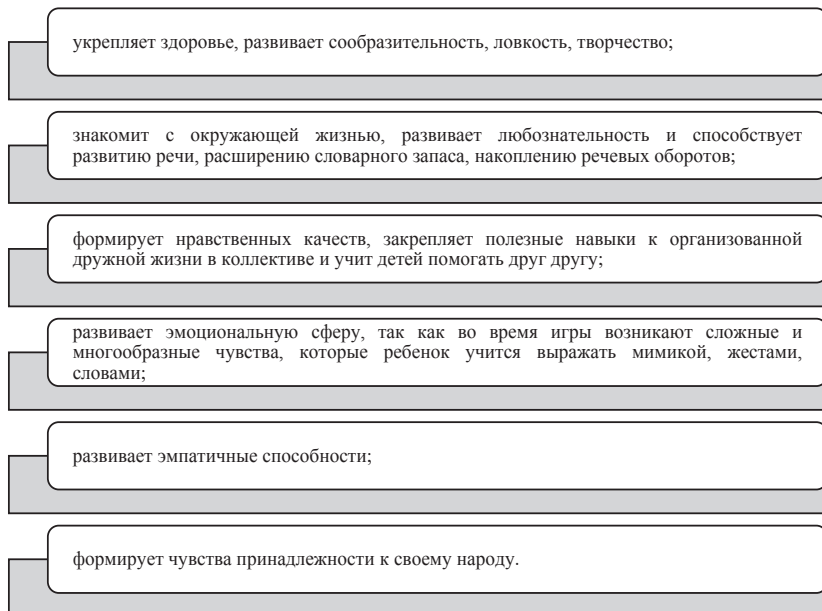 укрепляет здоровье, развивает сообразительность, ловкость, творчество;
знакомит с окружающей жизнью, развивает любознательность и способствует
развитию речи, расширению словарного запаса, накоплению речевых оборотов;
формирует нравственных качеств, закрепляет полезные навыки к организованной
дружной жизни в коллективе и учит детей помогать друг другу;
развивает эмоциональную сферу, так как во время игры возникают сложные и
многообразные чувства, которые ребенок учится выражать мимикой, жестами,
словами;
развивает эмпатичные способности;
формирует чувства принадлежности к своему народу.